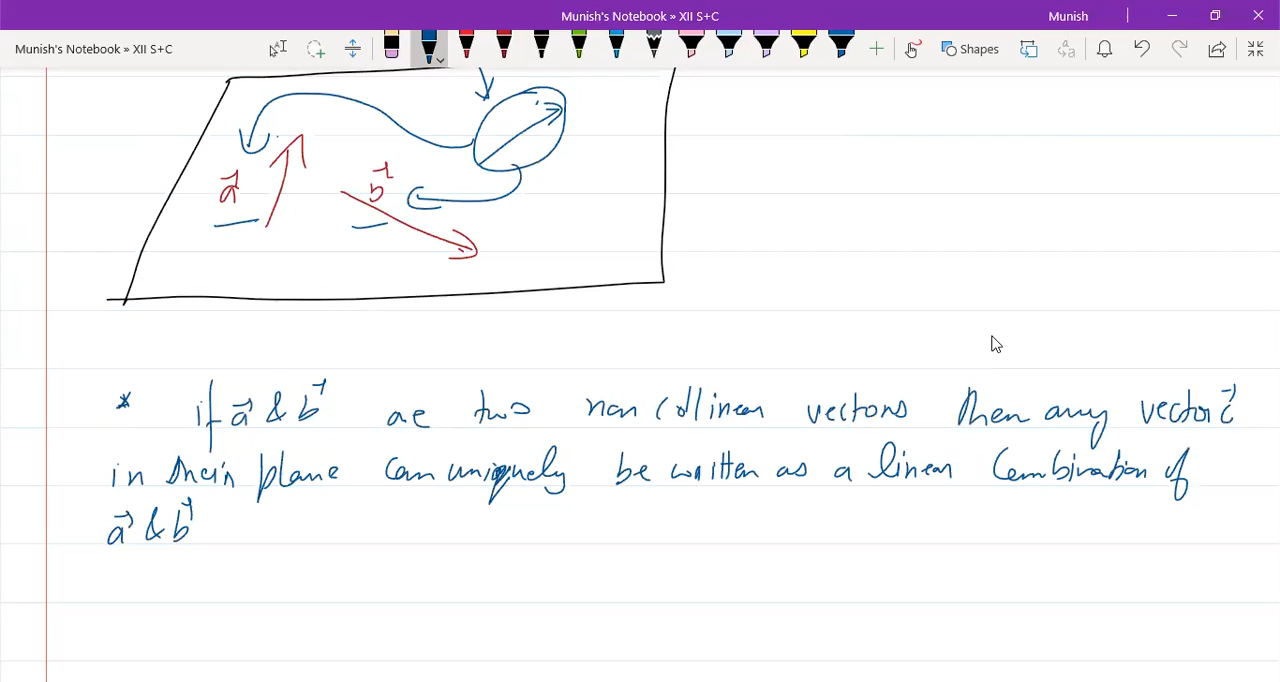 Munish's Notebook » XII S+C
Munish
Munish's Notebook » XII S+C
Shapes
a⃗
b⃗
* if a⃗ & b⃗ are two non collinear vectors then any vector c⃗
in their plane can uniquely be written as a linear Combination of
a⃗ & b⃗